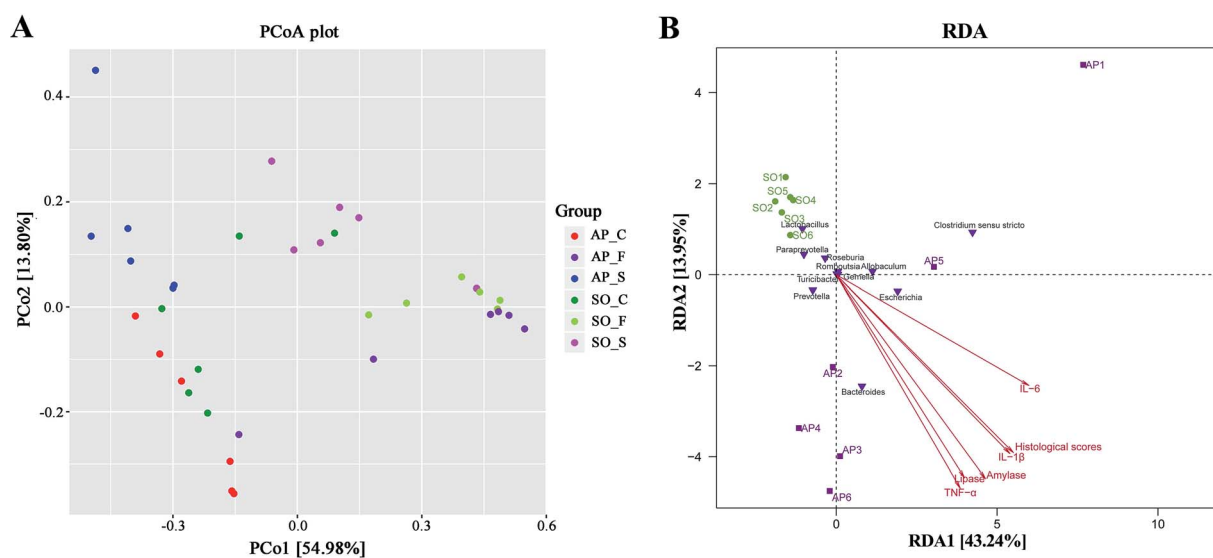 A
PCoA plot
0.4
0.2
0.0
-0.2
-0.3
0.0
0.3
0.6
PCo2 [13.80%]
PCo1 [54.98%]
Group
AP_C
AP_F
AP_S
SO_C
SO_F
SO_S
B
RDA
4
2
0
−2
−4
0
5
10
RDA2 [13.95%]
RDA1 [43.24%]
AP1
SO1
SO5
SO4
SO2
SO3
SO6
Lactobacillus
Clostridium sensu stricto
Paraprevotella
Roseburia
AP5
Romboutsia
Allobaculum
Turicibacter
Gemella
Prevotella
Escherichia
AP2
Bacteroides
IL−6
AP4
AP3
Histological scores
IL−1β
Lipase
Amylase
TNF−α
AP6